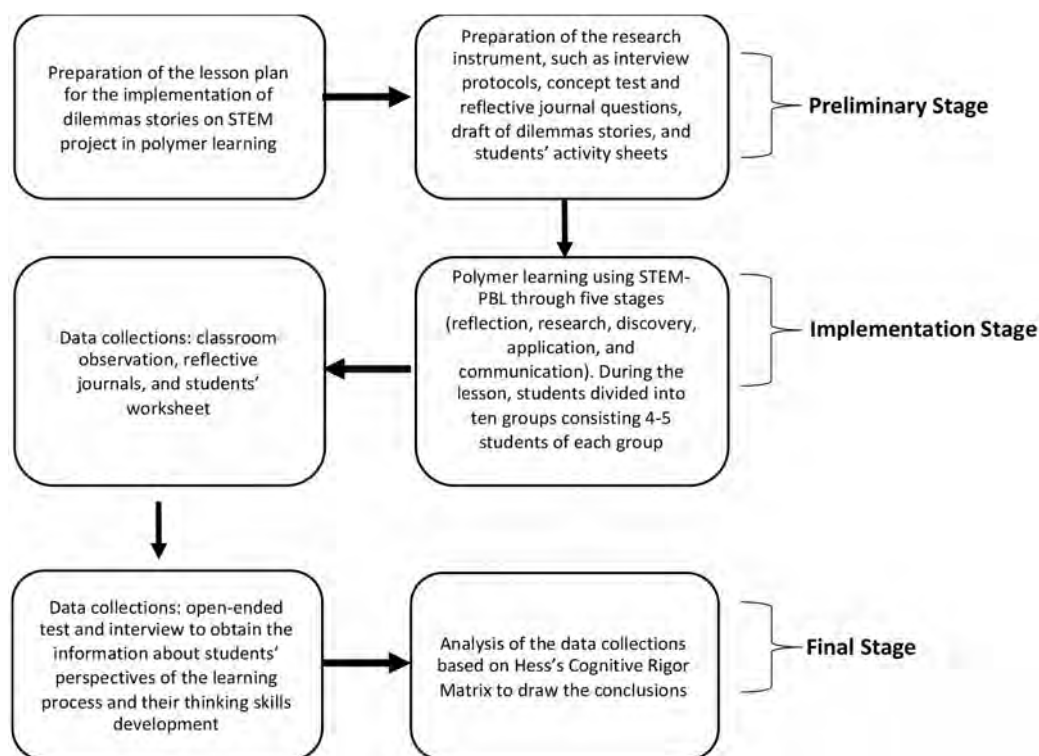 Preparation of the lesson plan
for the implementation of
dilemmas stories on STEM
project in polymer learning
Preparation of the research
instrument, such as interview
protocols, concept test and
reflective journal questions,
draft of dilemmas stories, and
students’ activity sheets
Preliminary Stage
Polymer learning using STEM-
PBL through five stages
(reflection, research, discovery,
application, and
communication). During the
lesson, students divided into
ten groups consisting 4-5
students of each group
Implementation Stage
Data collections: classroom
observation, reflective
journals, and students’
worksheet
Data collections: open-ended
test and interview to obtain the
information about students’
perspectives of the learning
process and their thinking skills
development
Analysis of the data collections
based on Hess’s Cognitive Rigor
Matrix to draw the conclusions
Final Stage